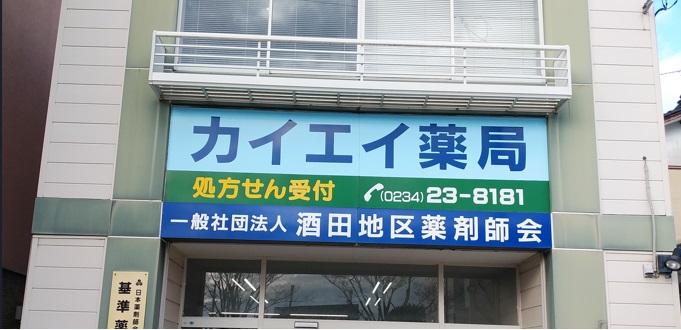 カイエイ薬局
処方せん受付 (0234)23-8181
一般社団法人 酒田地区薬剤師会
日本薬剤師会
基準薬